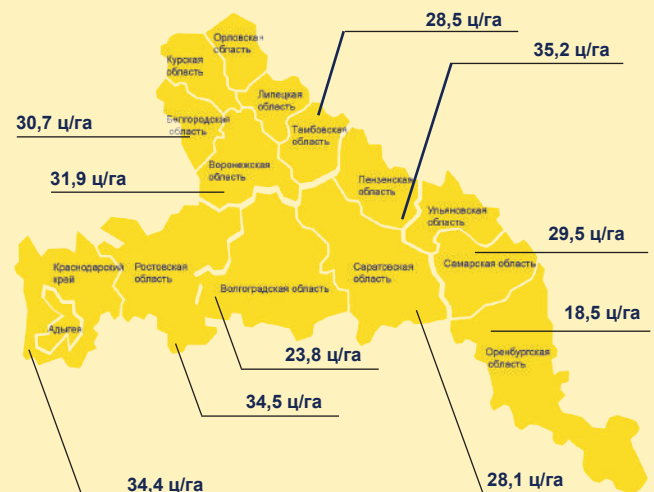 28,5 ц/га
Орловская
область
35,2 ц/га
Курская
область
Липецкая
область
30,7 ц/га
Белгородская
область
Тамбовская
область
Воронежская
область
31,9 ц/га
Пензенская
область
Ульяновская
область
29,5 ц/га
Самарская область
Краснодарский
край
Ростовская
область
Саратовская
область
Волгоградская область
18,5 ц/га
Адыгея
23,8 ц/га
Оренбургская
область
34,5 ц/га
34,4 ц/га
28,1 ц/га